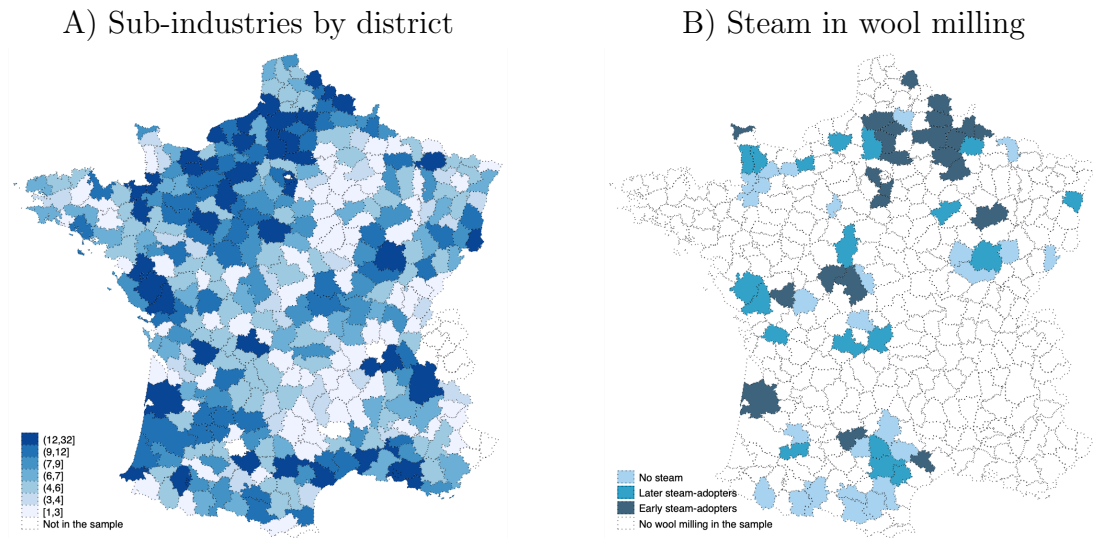 A) Sub-industries by district
B) Steam in wool milling
(12,32]
(9,12]
(7,9]
(6,7]
(4,6]
(3,4]
[1,3]
Not in the sample
No steam
Later steam-adopters
Early steam-adopters
No wool milling in the sample